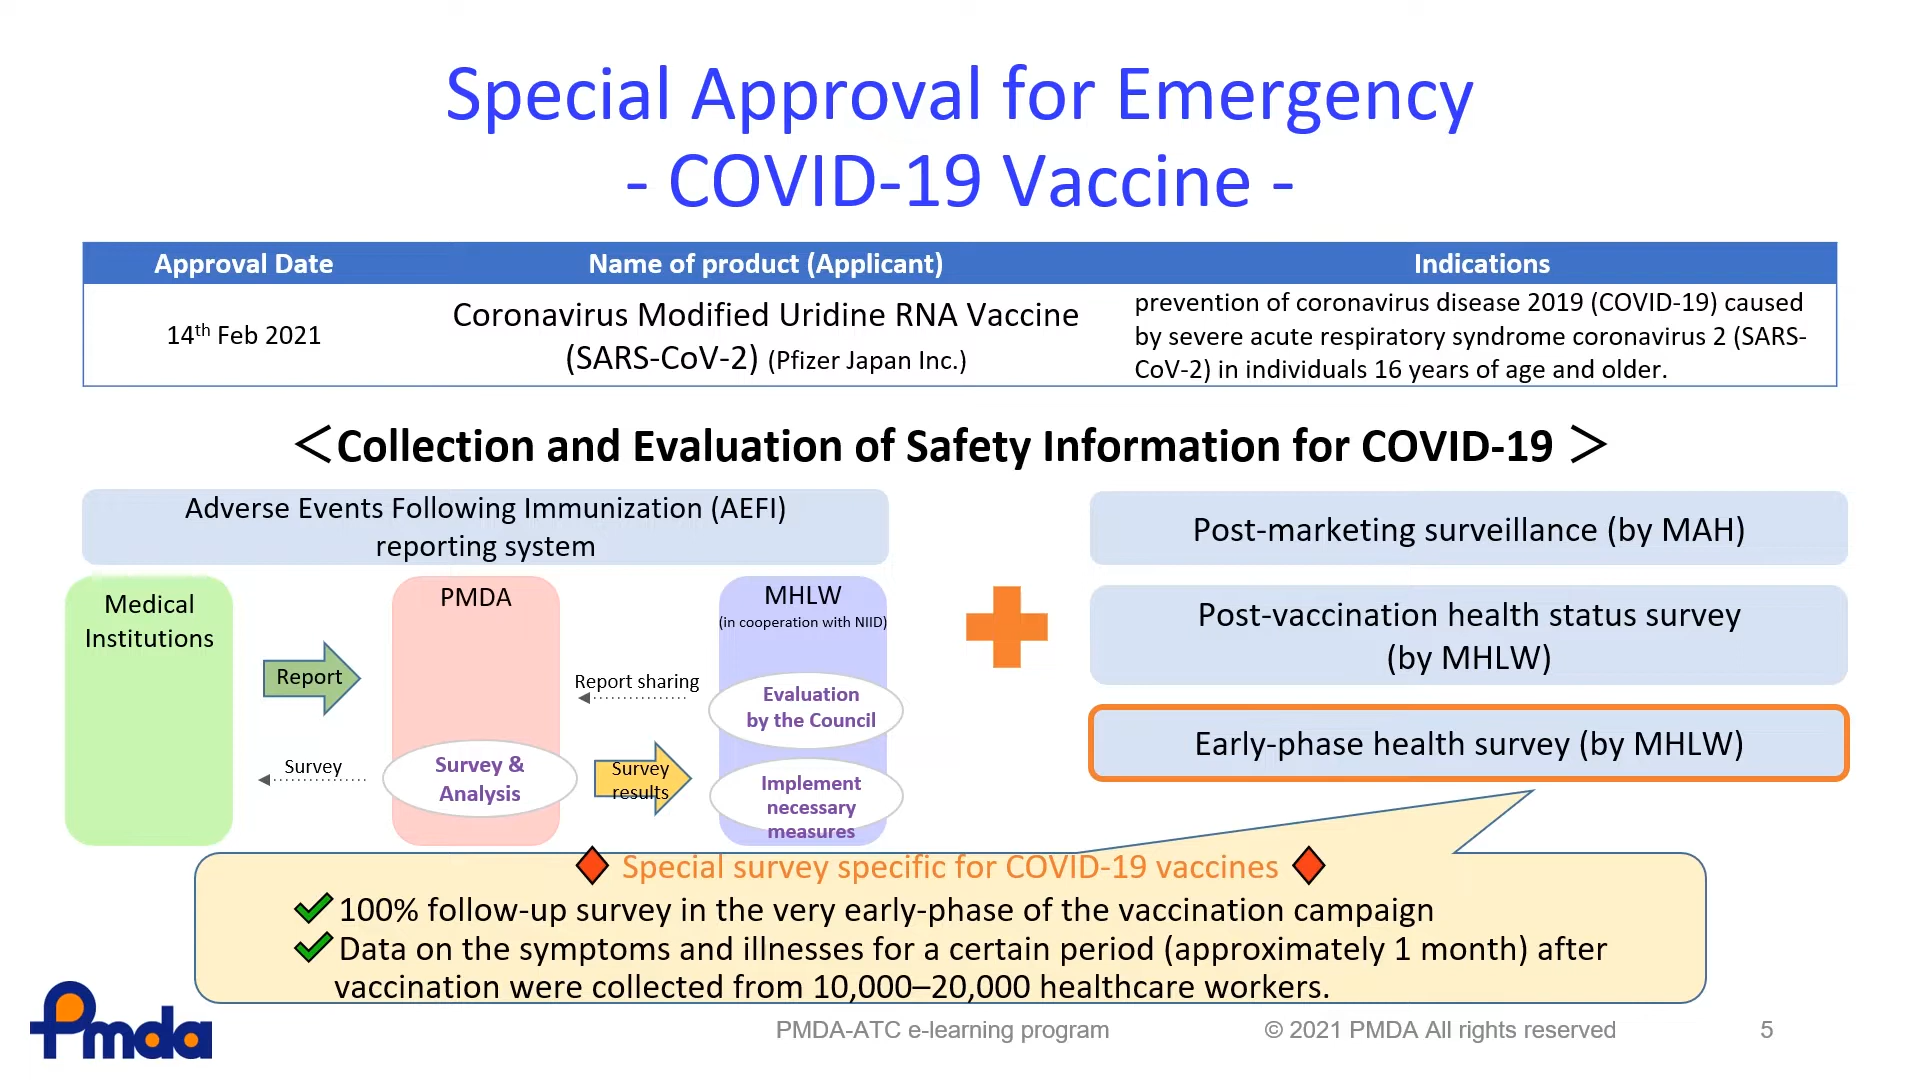 Special Approval for Emergency
- COVID-19 Vaccine -
Approval Date
Name of product (Applicant)
Indications
14th Feb 2021
Coronavirus Modified Uridine RNA Vaccine
(SARS-CoV-2) (Pfizer Japan Inc.)
prevention of coronavirus disease 2019 (COVID-19) caused
by severe acute respiratory syndrome coronavirus 2 (SARS-
CoV-2) in individuals 16 years of age and older.
＜Collection and Evaluation of Safety Information for COVID-19 ＞
Adverse Events Following Immunization (AEFI)
reporting system
Medical
Institutions
Report
Survey
PMDA
Survey &
Analysis
Report sharing
Survey
results
MHLW
(in cooperation with NIID)
Evaluation
by the Council
Implement
necessary
measures
Post-marketing surveillance (by MAH)
Post-vaccination health status survey
(by MHLW)
Early-phase health survey (by MHLW)
Special survey specific for COVID-19 vaccines
100% follow-up survey in the very early-phase of the vaccination campaign
Data on the symptoms and illnesses for a certain period (approximately 1 month) after
vaccination were collected from 10,000–20,000 healthcare workers.
Pmda
PMDA-ATC e-learning program
© 2021 PMDA All rights reserved
5